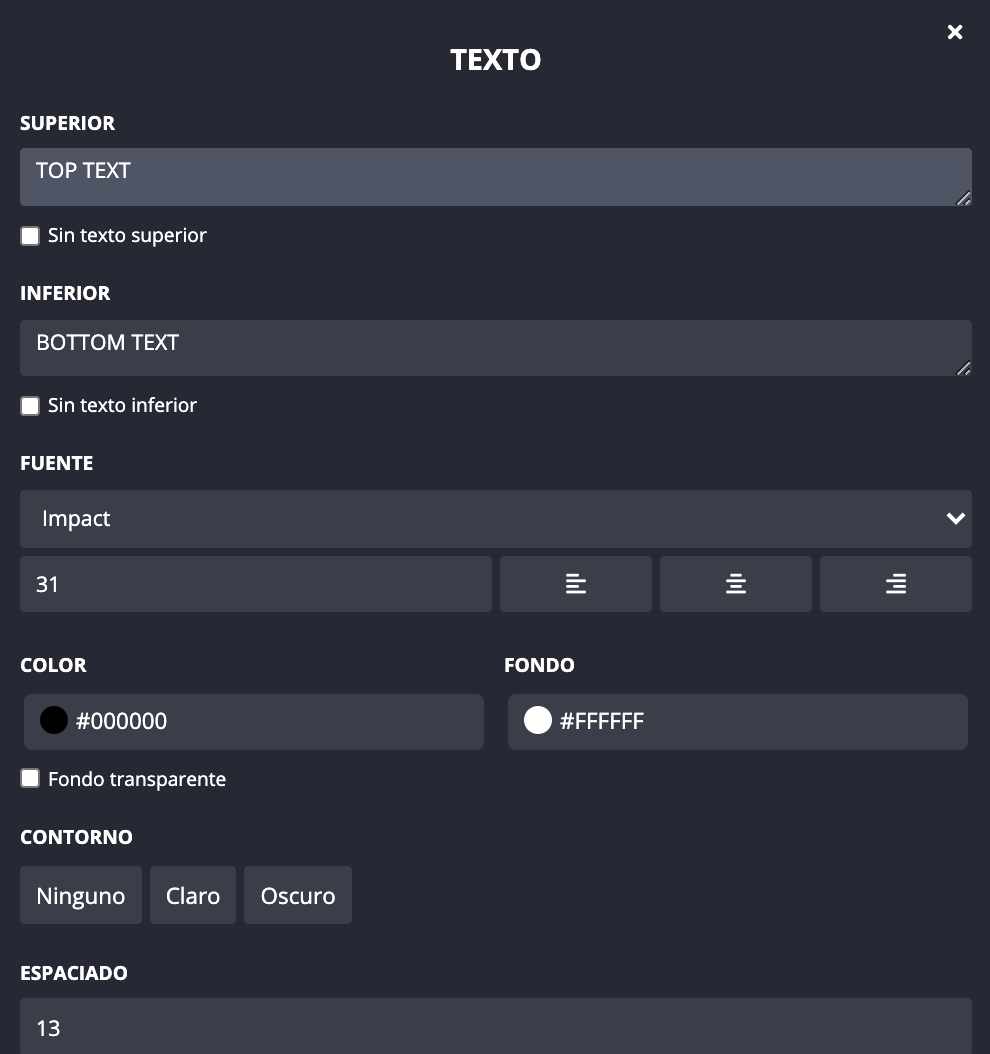 TEXTO
SUPERIOR
TOP TEXT
Sin texto superior
INFERIOR
BOTTOM TEXT
Sin texto inferior
FUENTE
Impact
31
COLOR FONDO
#000000 #FFFFFF
Fondo transparente
CONTORNO
Ninguno Claro Oscuro
ESPACIADO
13